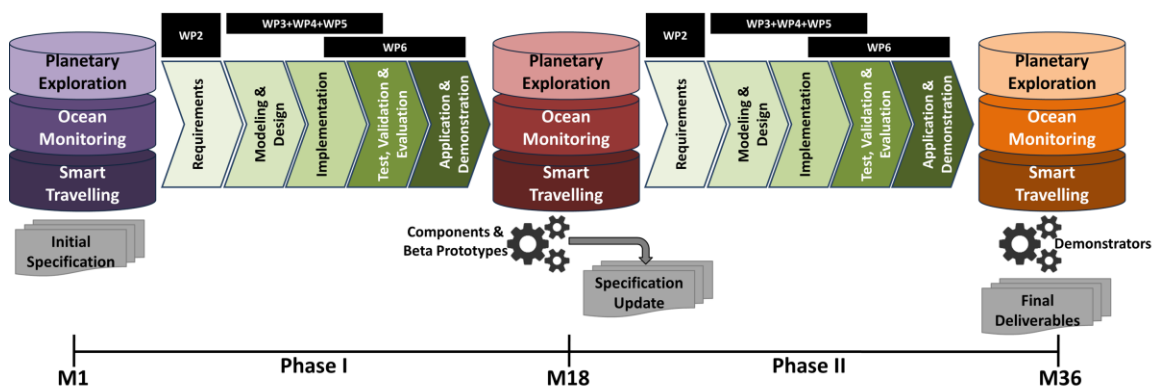 WP2
WP3+WP4+WP5
WP6
Planetary
Exploration
Ocean
Monitoring
Smart
Travelling
Requirements
Modeling &
Design
Implementation
Test, Validation &
Evaluation
Application &
Demonstration
Initial
Specification
Planetary
Exploration
Ocean
Monitoring
Smart
Travelling
Components &
Beta Prototypes
Specification
Update
WP2
WP3+WP4+WP5
WP6
Requirements
Modeling &
Design
Implementation
Test, Validation &
Evaluation
Application &
Demonstration
Planetary
Exploration
Ocean
Monitoring
Smart
Travelling
Demonstrators
Final
Deliverables
Phase I
Phase II
M1
M18
M36